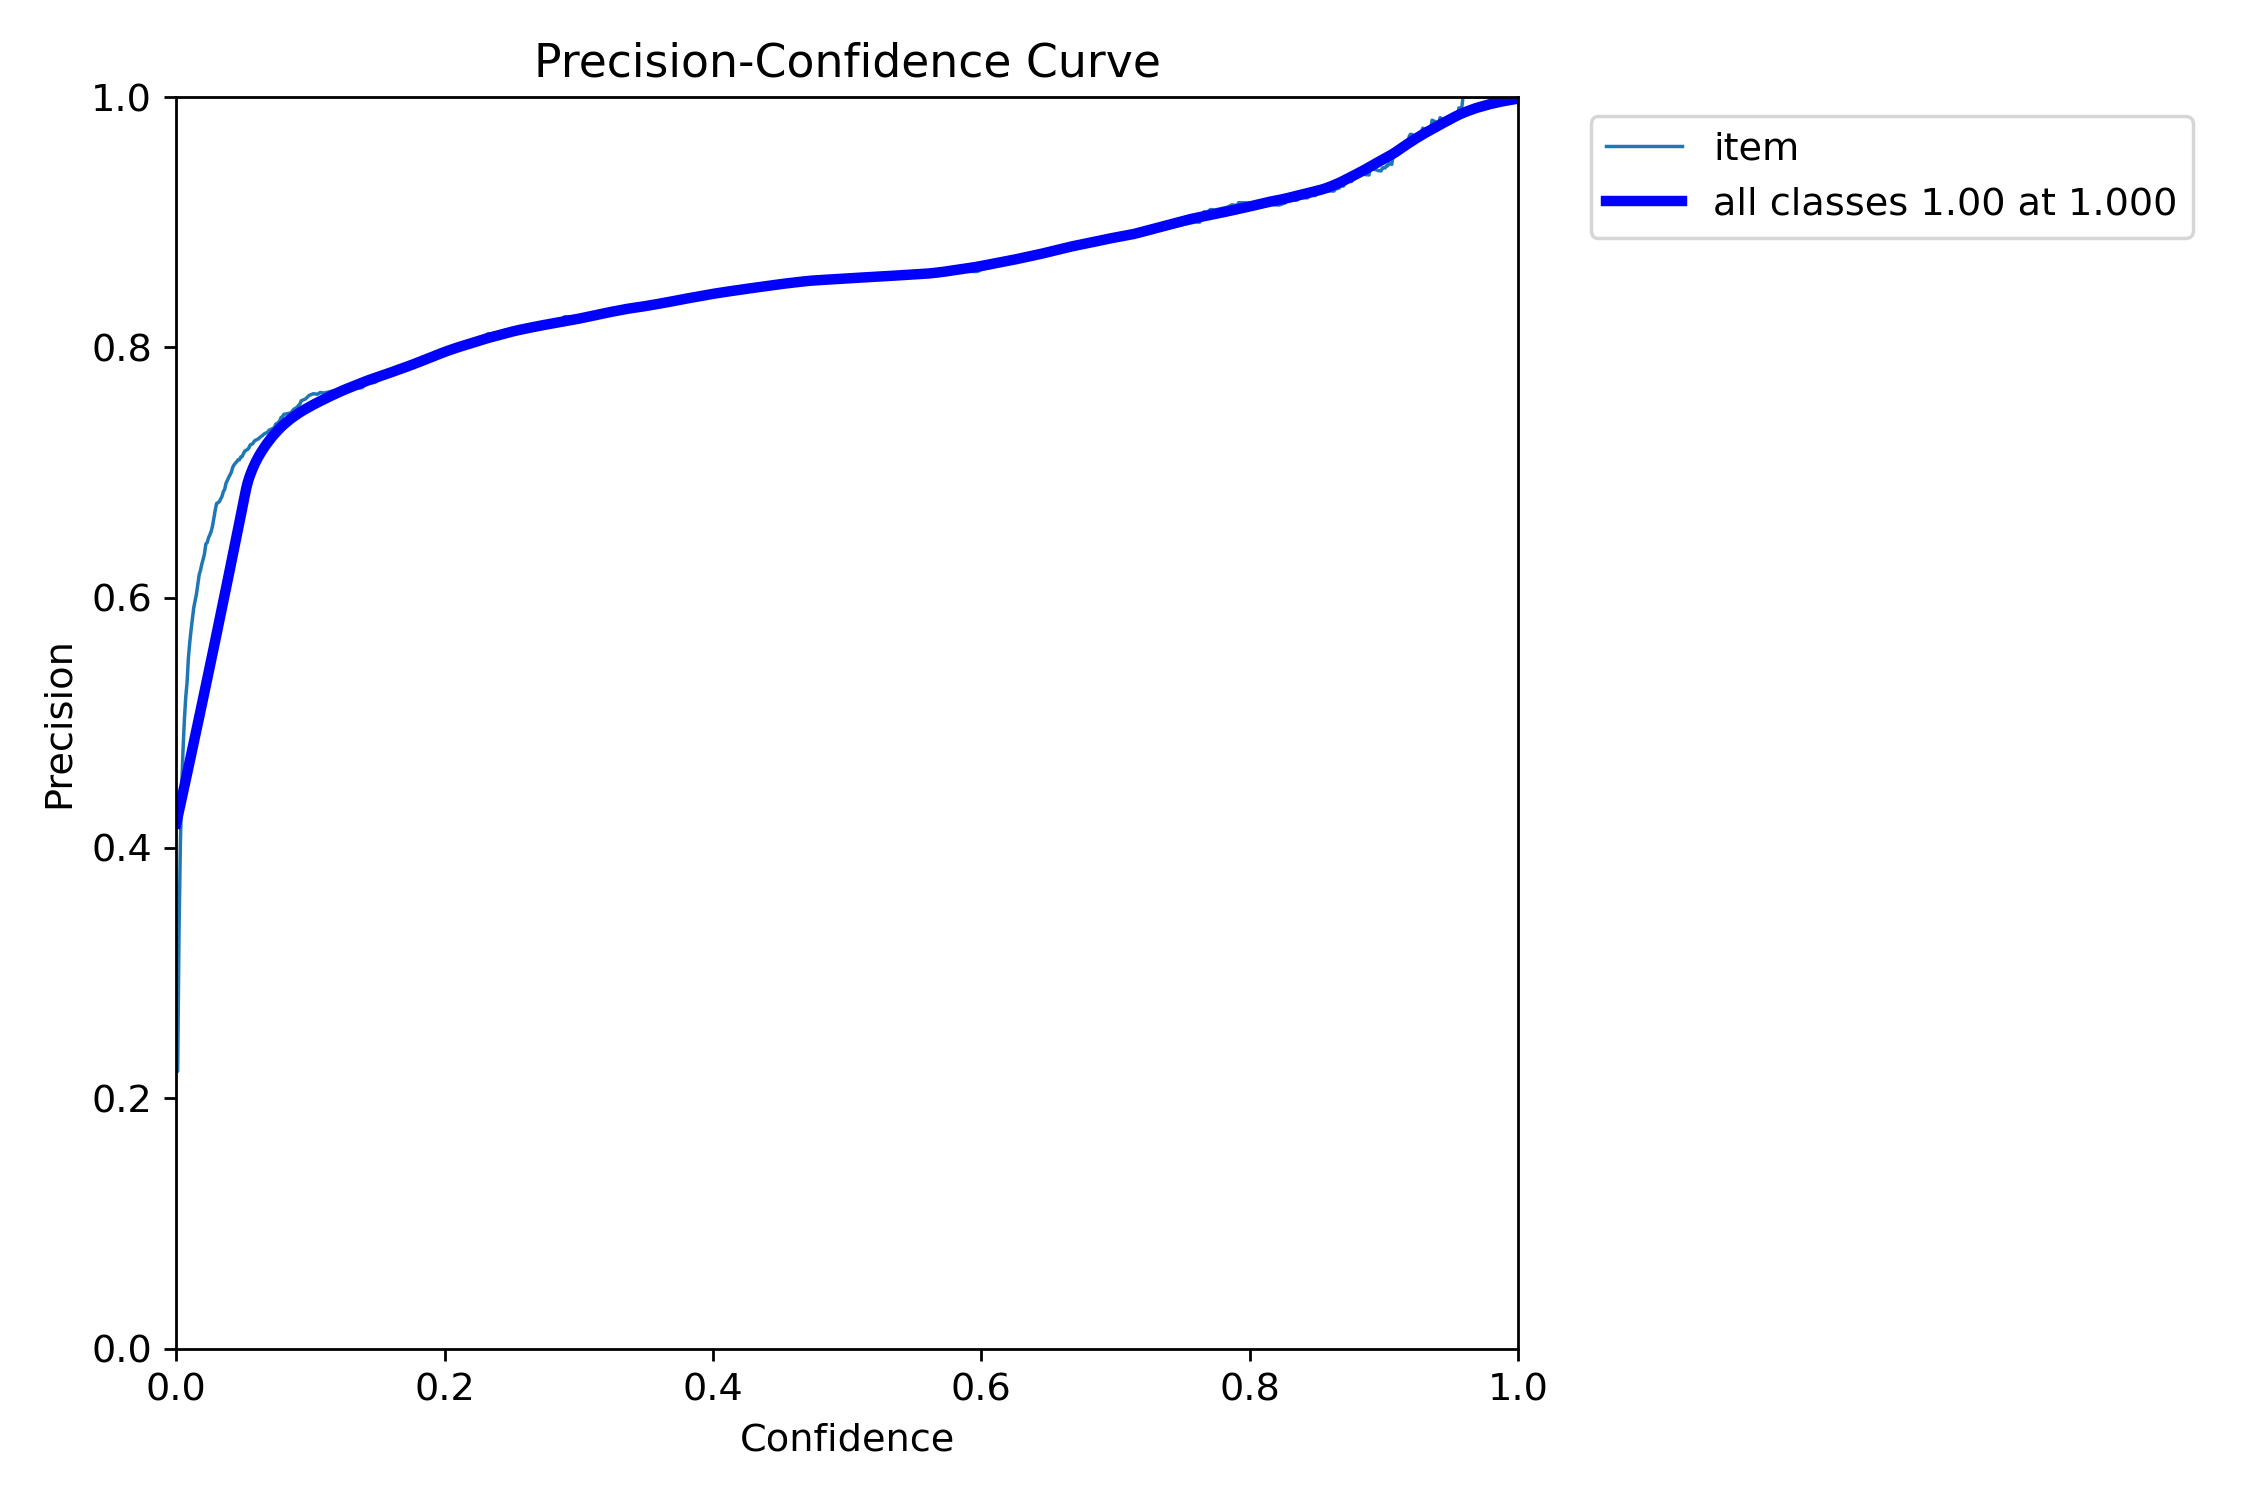 Precision-Confidence Curve
1.0
0.8
0.6
0.4
0.2
0.0
Precision
0.0 0.2 0.4 0.6 0.8 1.0
Confidence
item
all classes 1.00 at 1.000